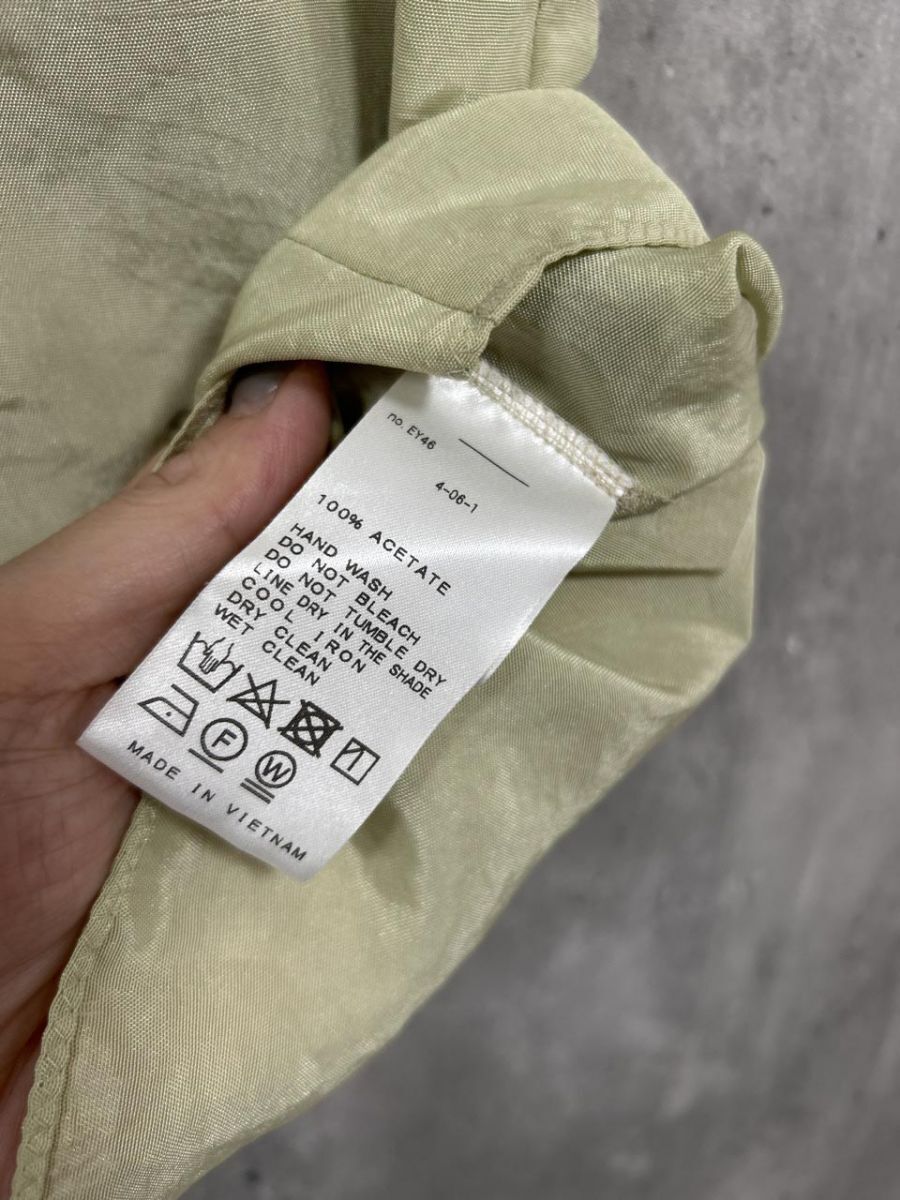 no. EY46
4-06-1
100% ACETATE
HAND WASH
DO NOT BLEACH
DO NOT TUMBLE DRY
LINE DRY IN THE SHADE
COOL IRON
DRY CLEAN
WET CLEAN
F W
MADE IN VIETNAM